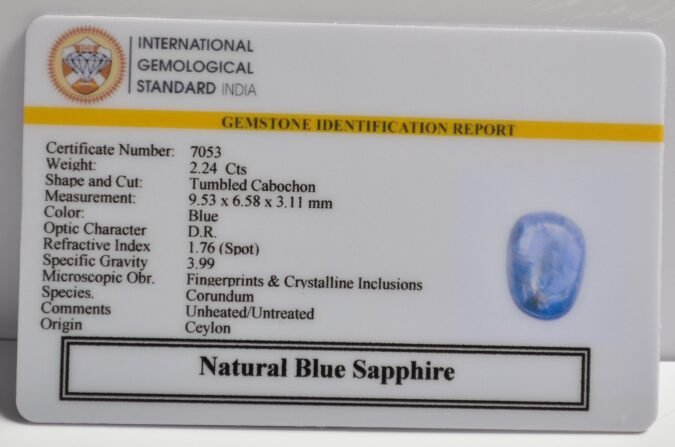 INTERNATIONAL
GEMOLOGICAL
STANDARD INDIA
GEMSTONE IDENTIFICATION REPORT
Certificate Number: 7053
Weight: 2.24 Cts
Shape and Cut: Tumbled Cabochon
Measurement: 9.53 x 6.58 x 3.11 mm
Color: Blue
Optic Character D.R.
Refractive Index 1.76 (Spot)
Specific Gravity 3.99
Microscopic Obr. Fingerprints & Crystalline Inclusions
Species. Corundum
Comments Unheated/Untreated
Origin Ceylon
Natural Blue Sapphire